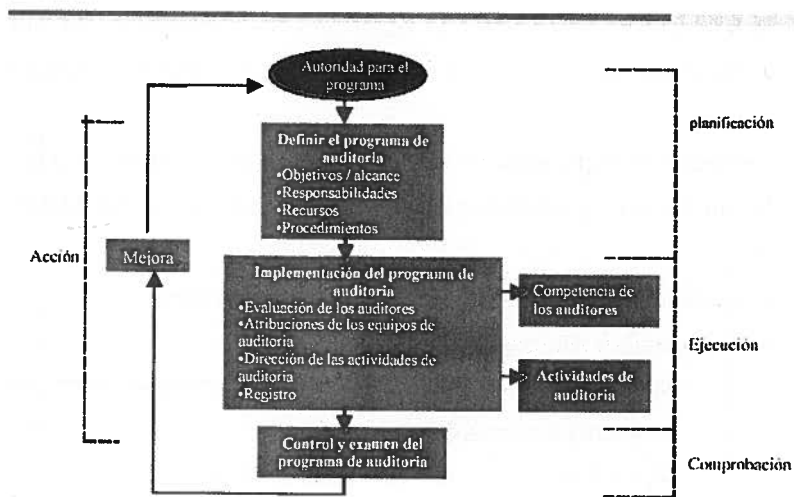 Autoridad para el
programa
planificación
Definir el programa de
auditoria
•Objetivos / alcance
•Responsabilidades
•Recursos
•Procedimientos
Acción
Mejora
Implementación del programa de
auditoria
•Evaluación de los auditores
•Atribuciones de los equipos de
auditoria
•Dirección de las actividades de
auditoria
•Registro
Competencia de
los auditores
Ejecución
Actividades de
auditoria
Control y examen del
programa de auditoria
Comprobación